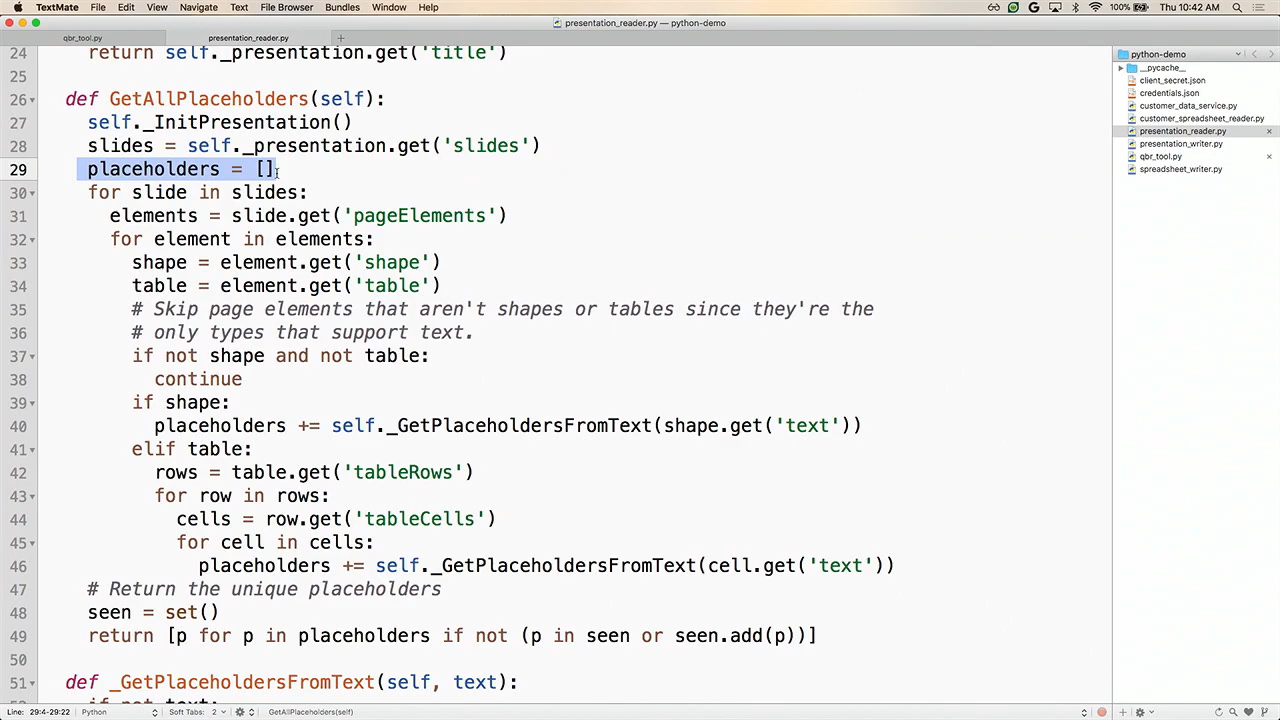 TextMate File Edit View Navigate Text File Browser Bundles Window Help
100% Thu 10:42 AM
presentation_reader.py — python-demo
qbr_tool.py presentation_reader.py
24 return self._presentation.get('title')
25
26 def GetAllPlaceholders(self):
27 self._InitPresentation()
28 slides = self._presentation.get('slides')
29 placeholders = []
30 for slide in slides:
31 elements = slide.get('pageElements')
32 for element in elements:
33 shape = element.get('shape')
34 table = element.get('table')
35 # Skip page elements that aren't shapes or tables since they're the
36 # only types that support text.
37 if not shape and not table:
38 continue
39 if shape:
40 placeholders += self._GetPlaceholdersFromText(shape.get('text'))
41 elif table:
42 rows = table.get('tableRows')
43 for row in rows:
44 cells = row.get('tableCells')
45 for cell in cells:
46 placeholders += self._GetPlaceholdersFromText(cell.get('text'))
47 # Return the unique placeholders
48 seen = set()
49 return [p for p in placeholders if not (p in seen or seen.add(p))]
50
51 def _GetPlaceholdersFromText(self, text):
if not text:
python-demo
__pycache__
client_secret.json
credentials.json
customer_data_service.py
customer_spreadsheet_reader.py
presentation_reader.py
presentation_writer.py
qbr_tool.py
spreadsheet_writer.py
Line: 29:4-29:22 Python Soft Tabs: 2 GetAllPlaceholders(self)